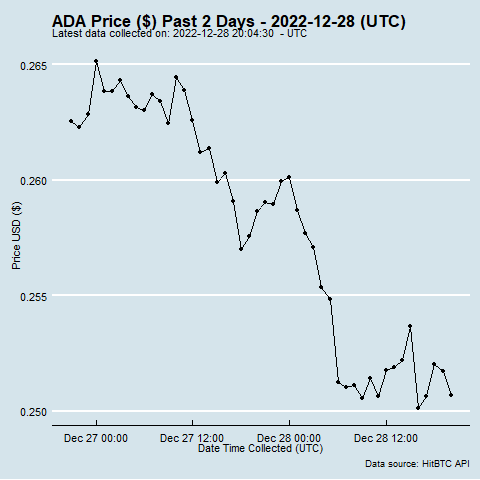 ADA Price ($) Past 2 Days - 2022-12-28 (UTC)
Latest data collected on: 2022-12-28 20:04:30 - UTC
0.265
0.260
0.255
0.250
Price USD ($)
Dec 27 00:00 Dec 27 12:00 Dec 28 00:00 Dec 28 12:00
Date Time Collected (UTC)
Data source: HitBTC API